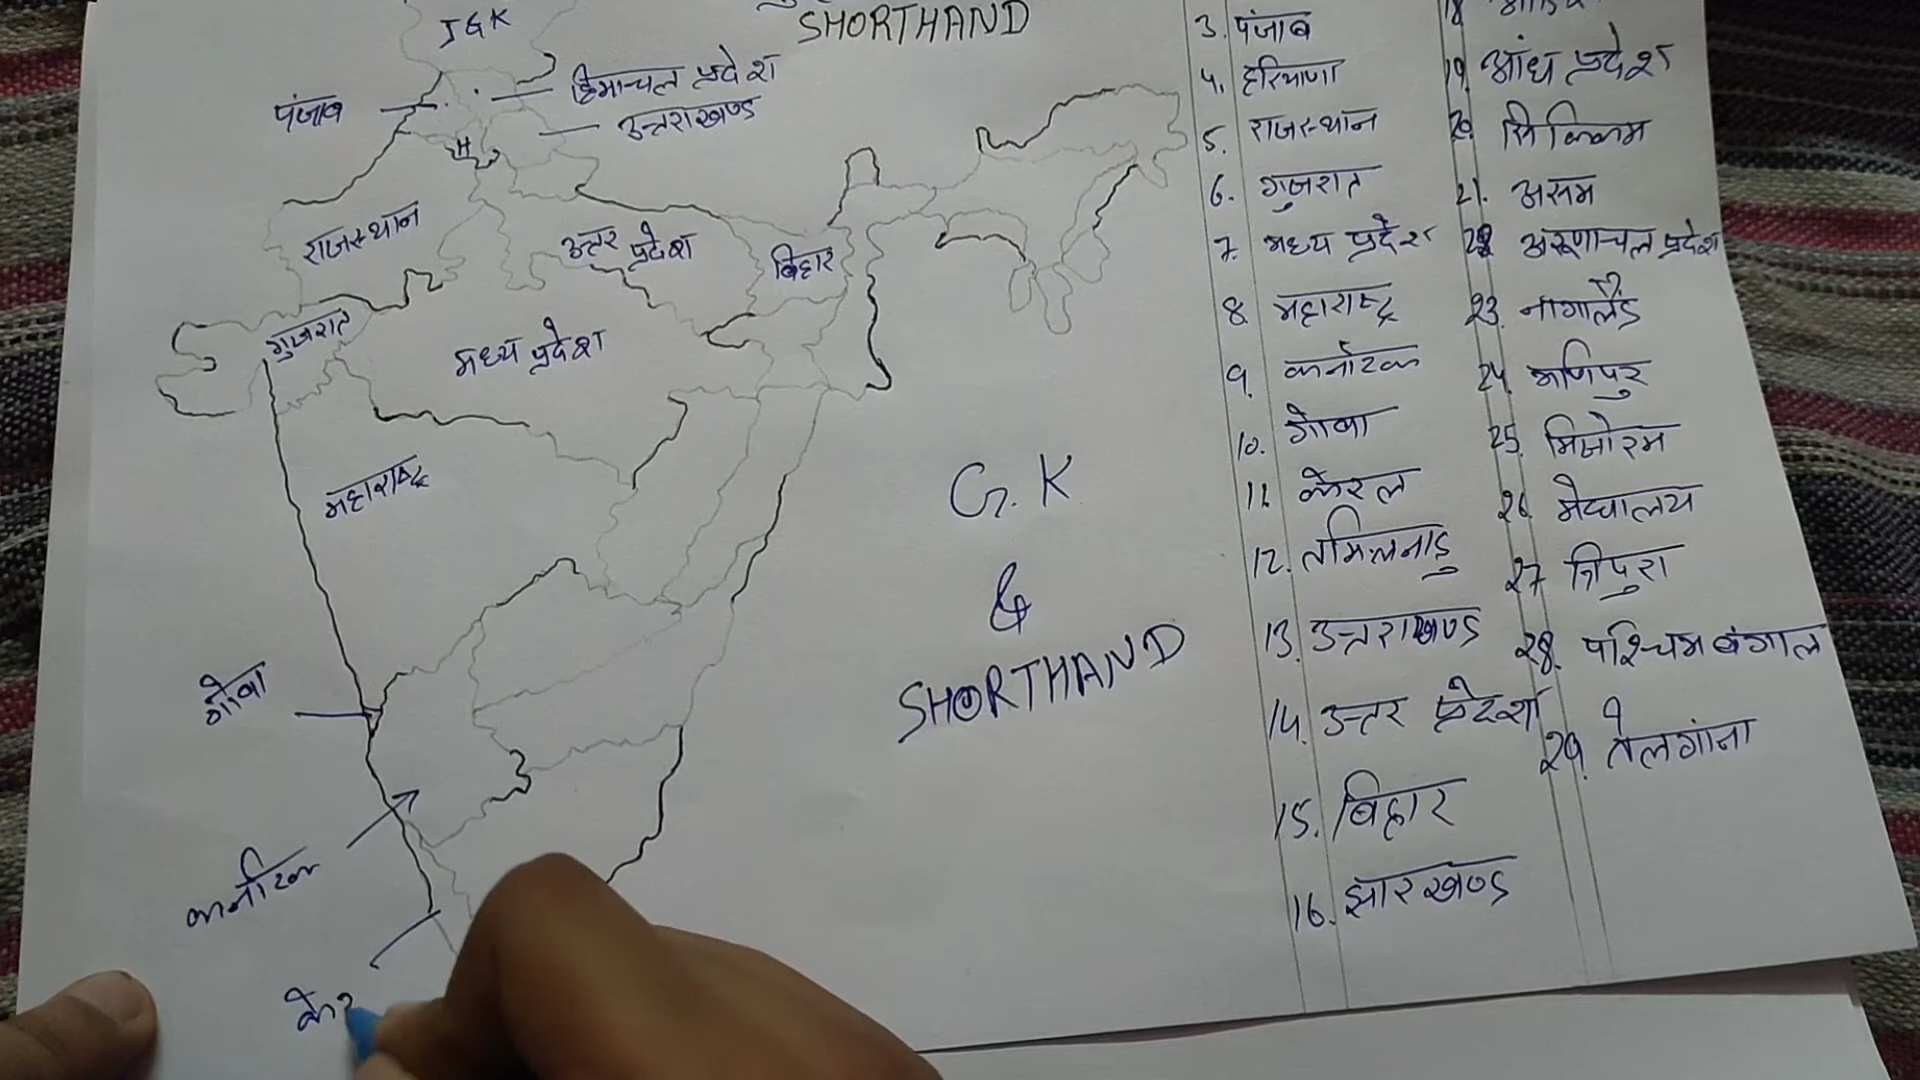 SHORTHAND
J & K
हिमाचल प्रदेश
पंजाब
उत्तराखण्ड
H
राजस्थान
उत्तर प्रदेश
बिहार
गुजरात
मध्य प्रदेश
महाराष्ट्र
गोवा
कर्नाटक
के
G.K
&
SHORTHAND
3. पंजाब
4. हरियाणा
5. राजस्थान
6. गुजरात
7. मध्य प्रदेश
8. महाराष्ट्र
9. कर्नाटक
10. गोवा
11. केरल
12. तमिलनाडु
13. उत्तराखण्ड
14. उत्तर प्रदेश
15. बिहार
16. झारखण्ड
18
19. आंध्र प्रदेश
20. सिक्किम
21. असम
22 अरूणाचल प्रदेश
23. नागालैंड
24. मणिपुर
25. मिजोरम
26. मेघालय
27 त्रिपुरा
28. पश्चिम बंगाल
29. तेलगांना